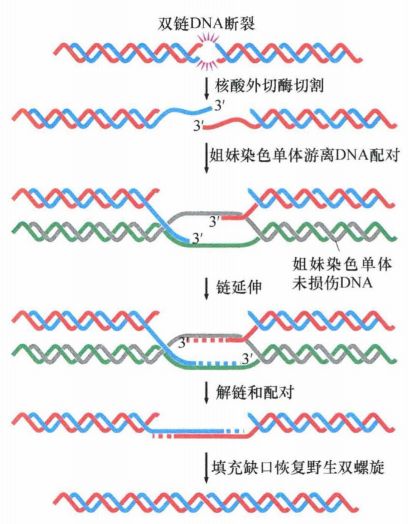 双链DNA断裂
核酸外切酶切割
3′
3′
姐妹染色单体游离DNA配对
3′
3′
姐妹染色单体
未损伤DNA
链延伸
3′
3′
解链和配对
填充缺口恢复野生双螺旋